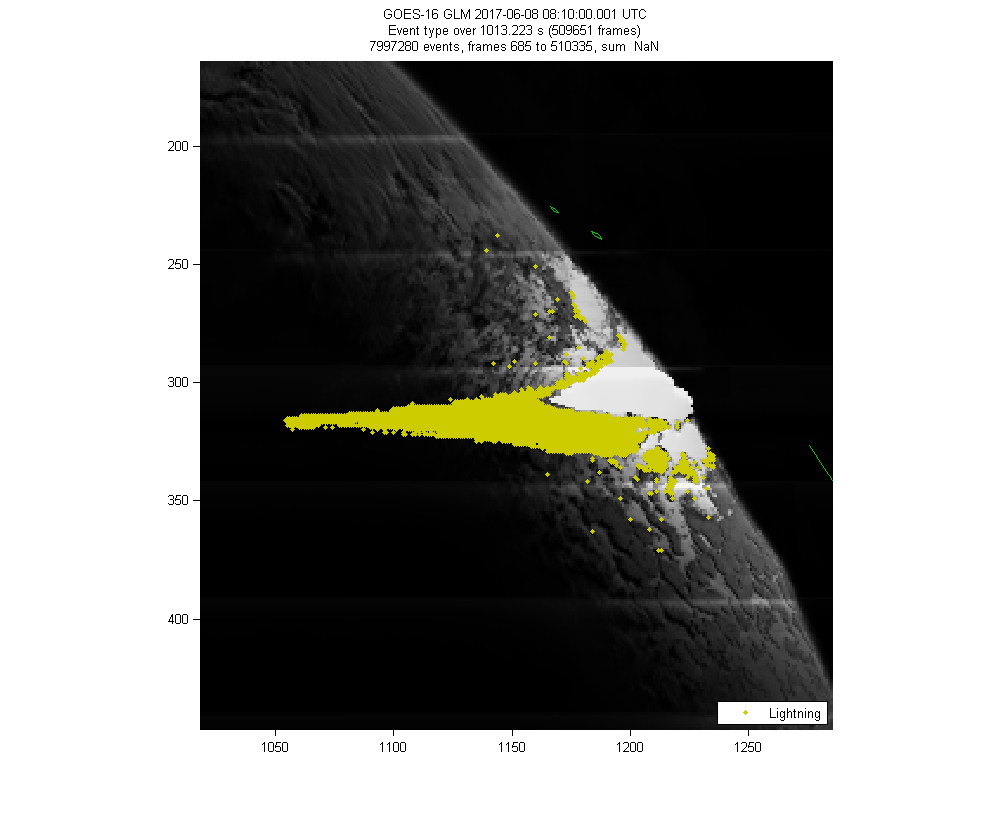 GOES-16 GLM 2017-06-08 08:10:00.001 UTC
Event type over 1013.223 s (509651 frames)
7997280 events, frames 685 to 510335, sum NaN
200
250
300
350
400
Lightning
1050
1100
1150
1200
1250